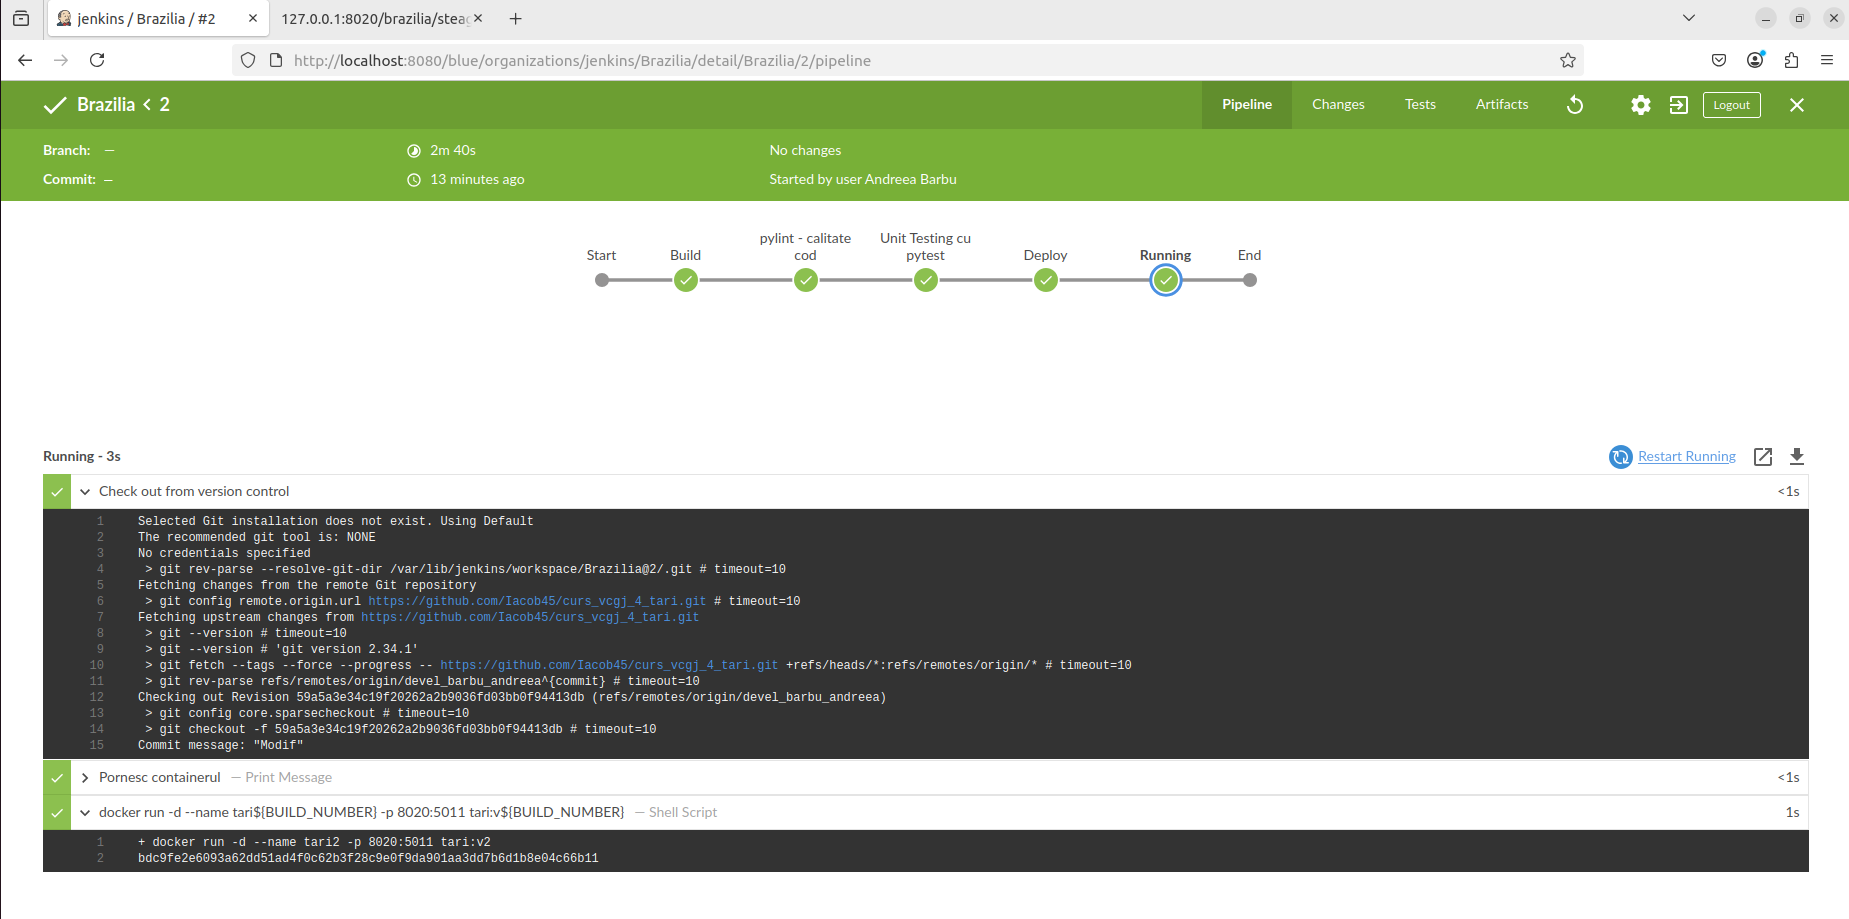 jenkins / Brazilia / #2
127.0.0.1:8020/brazilia/steag
http://localhost:8080/blue/organizations/jenkins/Brazilia/detail/Brazilia/2/pipeline
Brazilia < 2
Pipeline
Changes
Tests
Artifacts
Logout
Branch: —
2m 40s
No changes
Commit: —
13 minutes ago
Started by user Andreea Barbu
Start
Build
pylint - calitate
cod
Unit Testing cu
pytest
Deploy
Running
End
Running - 3s
Restart Running
Check out from version control
<1s
1 Selected Git installation does not exist. Using Default
2 The recommended git tool is: NONE
3 No credentials specified
4 > git rev-parse --resolve-git-dir /var/lib/jenkins/workspace/Brazilia@2/.git # timeout=10
5 Fetching changes from the remote Git repository
6 > git config remote.origin.url https://github.com/Iacob45/curs_vcgj_4_tari.git # timeout=10
7 Fetching upstream changes from https://github.com/Iacob45/curs_vcgj_4_tari.git
8 > git --version # timeout=10
9 > git --version # 'git version 2.34.1'
10 > git fetch --tags --force --progress -- https://github.com/Iacob45/curs_vcgj_4_tari.git +refs/heads/*:refs/remotes/origin/* # timeout=10
11 > git rev-parse refs/remotes/origin/devel_barbu_andreea^{commit} # timeout=10
12 Checking out Revision 59a5a3e34c19f20262a2b9036fd03bb0f94413db (refs/remotes/origin/devel_barbu_andreea)
13 > git config core.sparsecheckout # timeout=10
14 > git checkout -f 59a5a3e34c19f20262a2b9036fd03bb0f94413db # timeout=10
15 Commit message: "Modif"
Pornesc containerul — Print Message
<1s
docker run -d --name tari${BUILD_NUMBER} -p 8020:5011 tari:v${BUILD_NUMBER} — Shell Script
1s
1 + docker run -d --name tari2 -p 8020:5011 tari:v2
2 bdc9fe2e6093a62dd51ad4f0c62b3f28c9e0f9da901aa3dd7b6d1b8e04c66b11